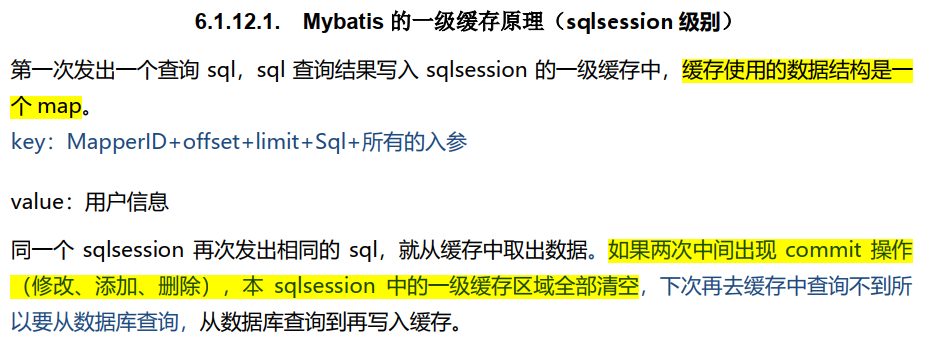 6.1.12.1. Mybatis 的一级缓存原理（sqlsession 级别）
第一次发出一个查询 sql，sql 查询结果写入 sqlsession 的一级缓存中，缓存使用的数据结构是一
个 map。
key：MapperID+offset+limit+Sql+所有的入参
value：用户信息
同一个 sqlsession 再次发出相同的 sql，就从缓存中取出数据。如果两次中间出现 commit 操作
（修改、添加、删除），本 sqlsession 中的一级缓存区域全部清空，下次再去缓存中查询不到所
以要从数据库查询，从数据库查询到再写入缓存。